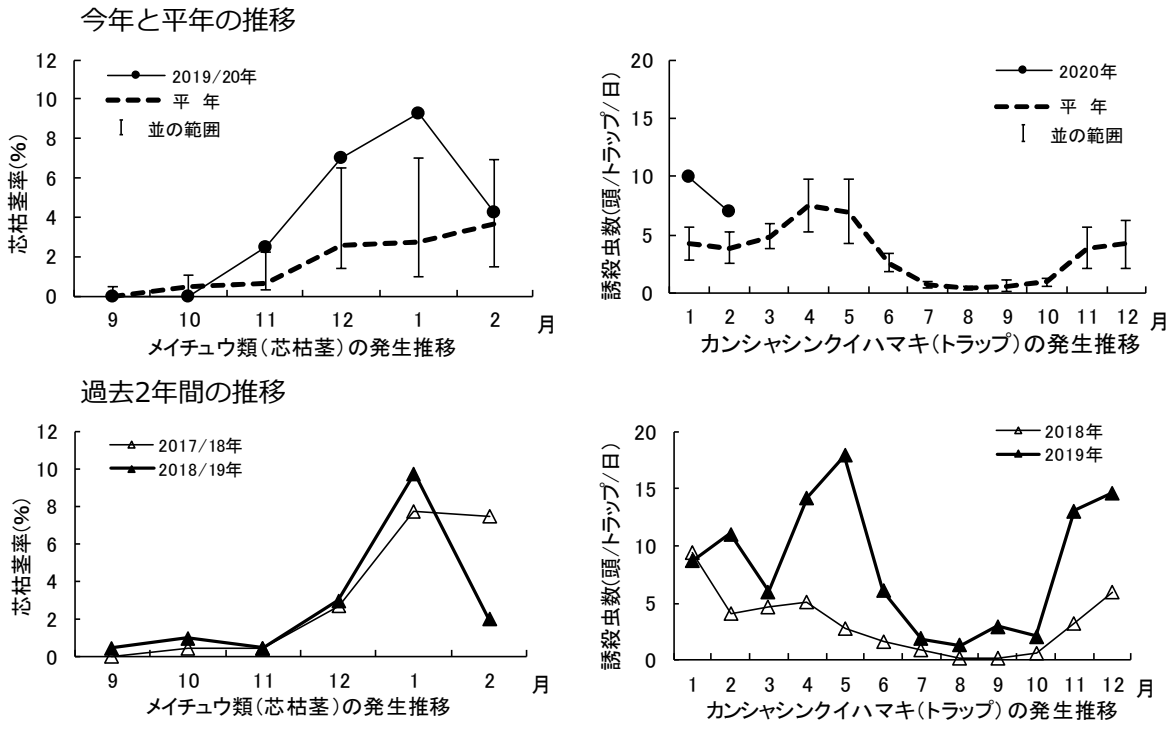 今年と平年の推移
芯枯茎率(%)
12
10
8
6
4
2
0
2019/20年
平 年
並の範囲
9 10 11 12 1 2 月
メイチュウ類(芯枯茎)の発生推移
誘殺虫数(頭/トラップ/日)
20
15
10
5
0
2020年
平 年
並の範囲
1 2 3 4 5 6 7 8 9 10 11 12 月
カンシャシンクイハマキ(トラップ)の発生推移
過去2年間の推移
芯枯茎率(%)
12
10
8
6
4
2
0
2017/18年
2018/19年
9 10 11 12 1 2 月
メイチュウ類(芯枯茎)の発生推移
誘殺虫数(頭/トラップ/日)
20
15
10
5
0
2018年
2019年
1 2 3 4 5 6 7 8 9 10 11 12 月
カンシャシンクイハマキ(トラップ)の発生推移